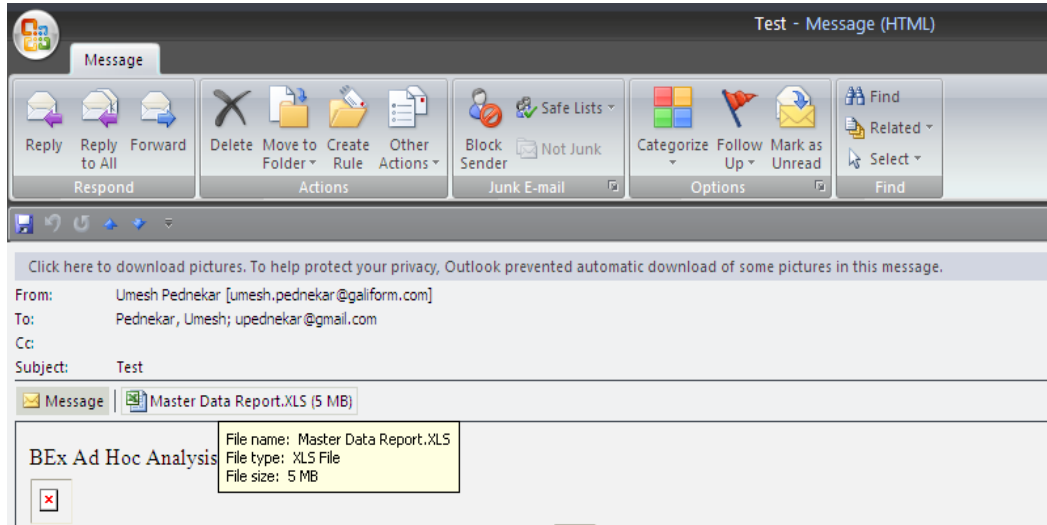 Test - Message (HTML)
Message
Reply
Reply to All
Forward
Delete
Move to Folder
Create Rule
Other Actions
Block Sender
Safe Lists
Not Junk
Categorize
Follow Up
Mark as Unread
Find
Related
Select
Respond
Actions
Junk E-mail
Options
Find
Click here to download pictures. To help protect your privacy, Outlook prevented automatic download of some pictures in this message.
From: Umesh Pednekar [umesh.pednekar@galiform.com]
To: Pednekar, Umesh; upednekar@gmail.com
Cc:
Subject: Test
Message Master Data Report.XLS (5 MB)
File name: Master Data Report.XLS
BEx Ad Hoc Analysis File type: XLS File
File size: 5 MB